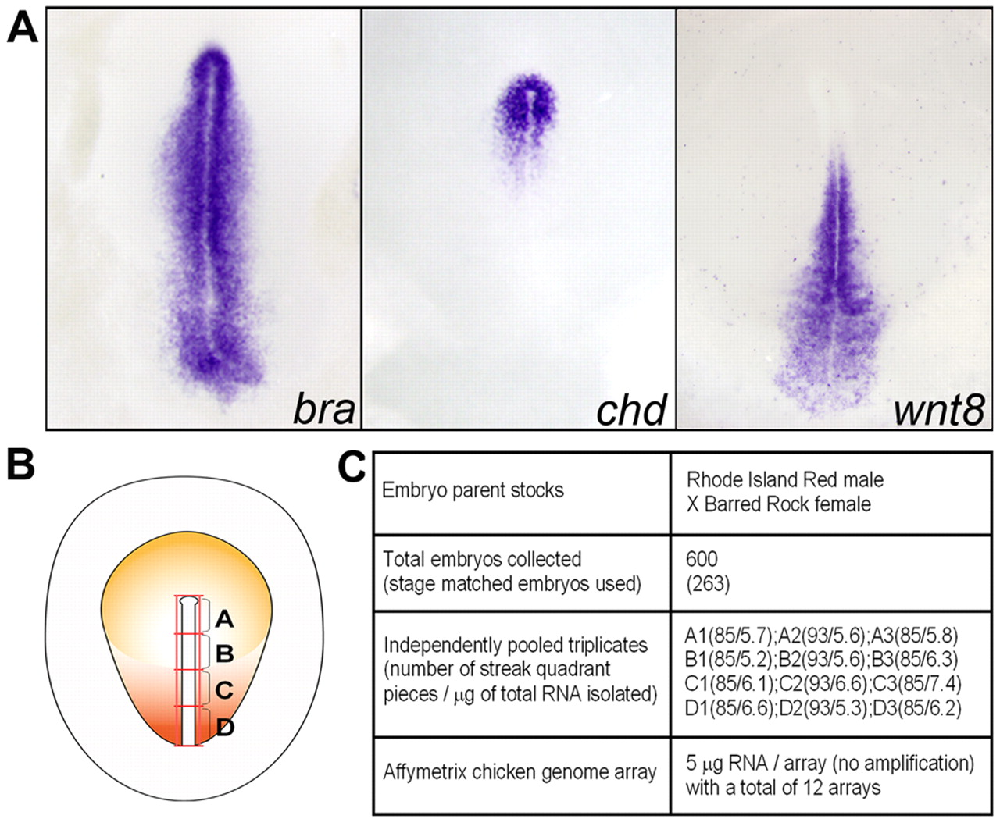 A
bra
chd
wnt8
B
A
B
C
D
C
Embryo parent stocks
Rhode Island Red male
X Barred Rock female
Total embryos collected
(stage matched embryos used)
600
(263)
Independently pooled triplicates
(number of streak quadrant
pieces / µg of total RNA isolated)
A1(85/5.7);A2(93/5.6);A3(85/5.8)
B1(85/5.2);B2(93/5.6);B3(85/6.3)
C1(85/6.1);C2(93/6.6);C3(85/7.4)
D1(85/6.6);D2(93/5.3);D3(85/6.2)
Affymetrix chicken genome array
5 µg RNA / array (no amplification)
with a total of 12 arrays